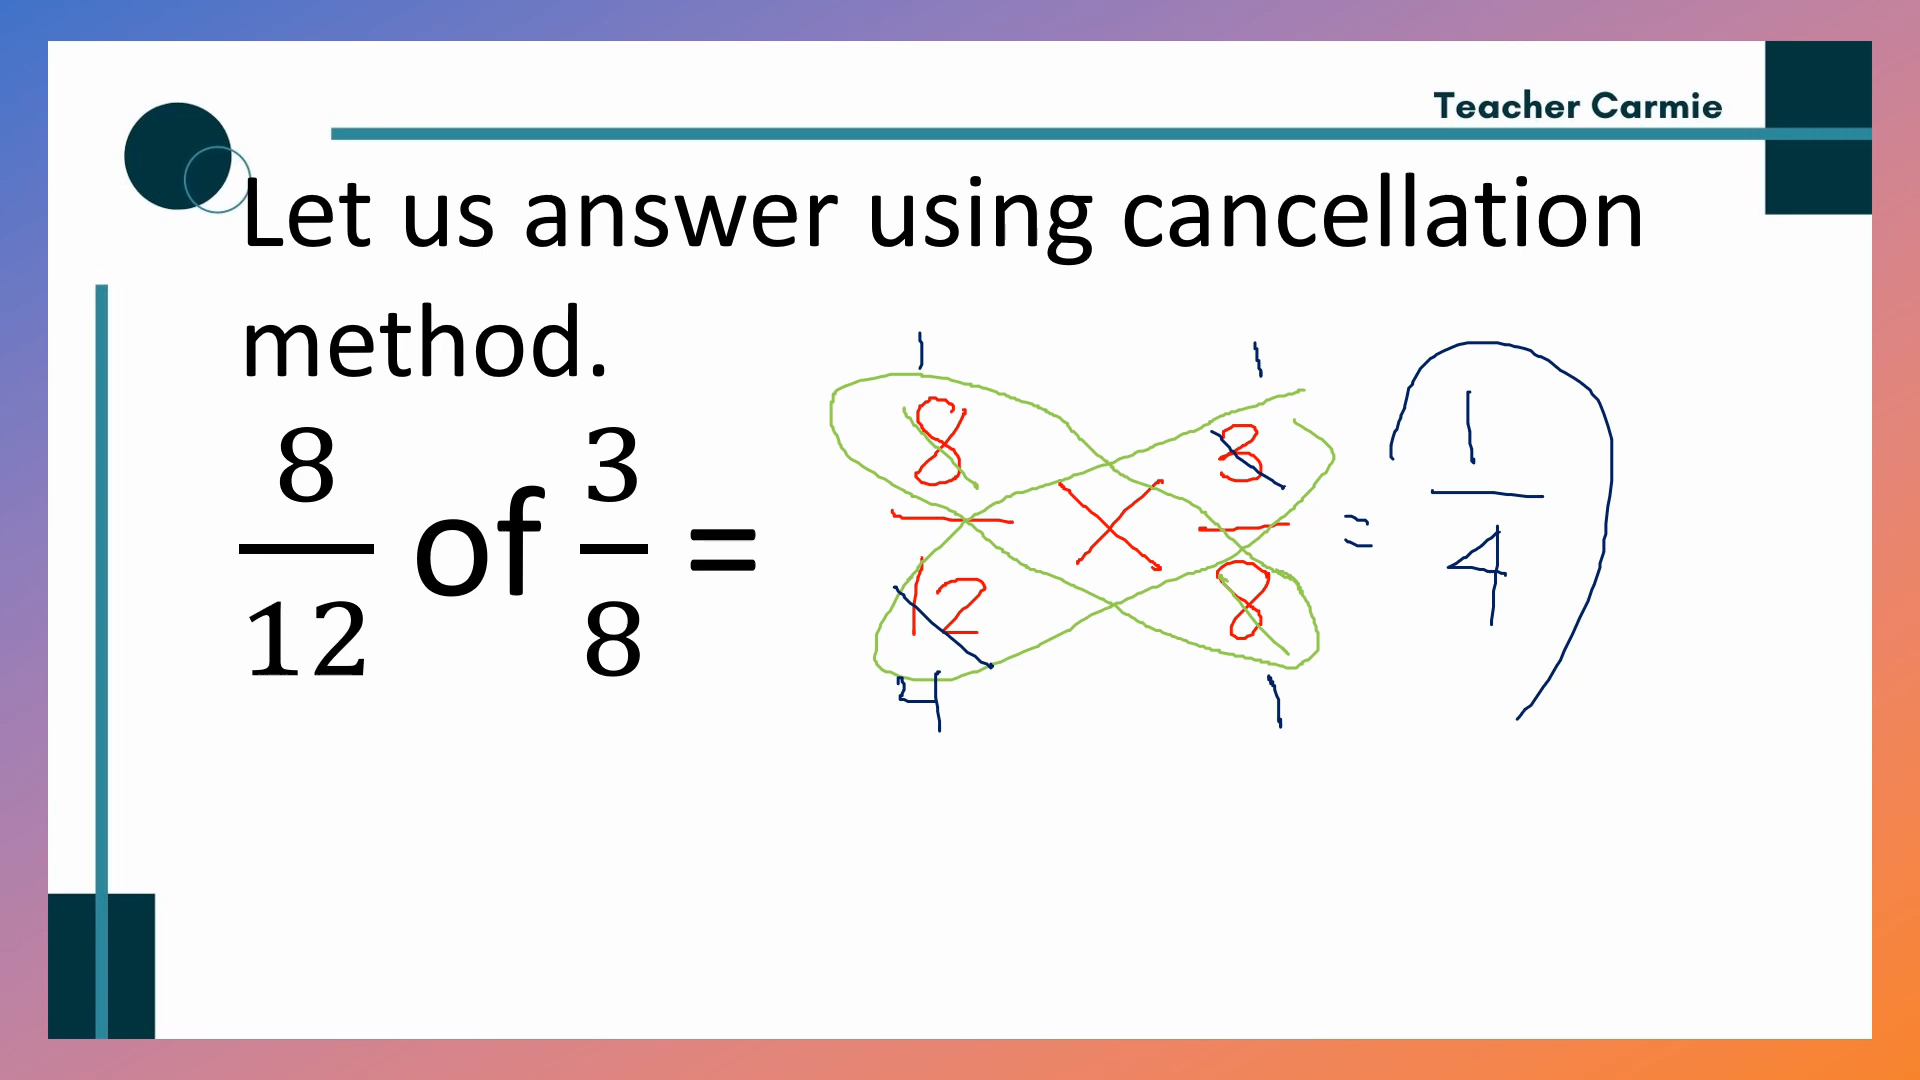 Teacher Carmie
Let us answer using cancellation
method.
8/12 of 3/8 =
1 1
8/12 × 3/8 = 1/4
4 1